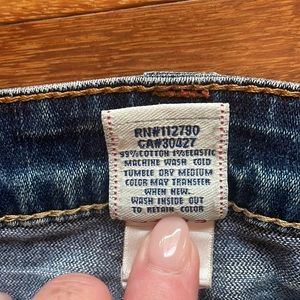 RN#112790
CA#30427
99% COTTON 1% ELASTIC
MACHINE WASH COLD
TUMBLE DRY MEDIUM
COLOR MAY TRANSFER
WHEN NEW.
WASH INSIDE OUT
TO RETAIN COLOR